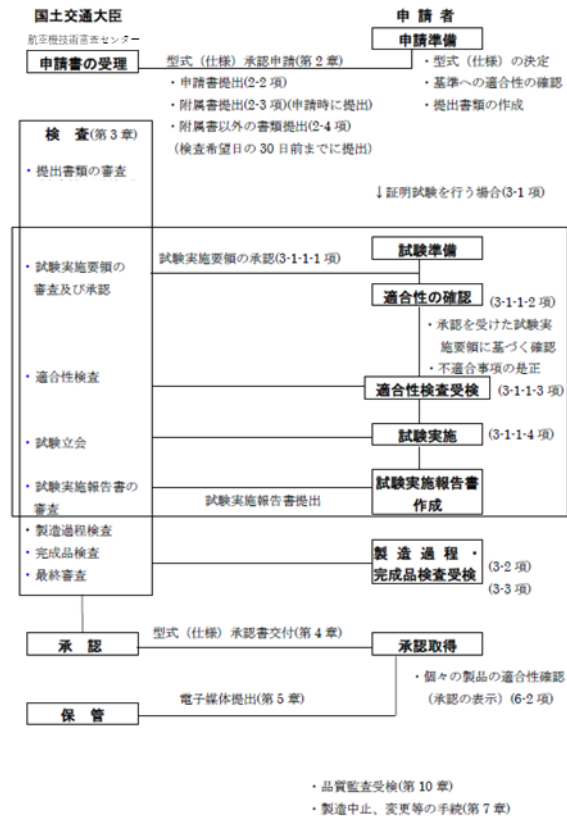 国土交通大臣
申 請 者
航空機技術審査センター
申請準備
申請書の受理
型式（仕様）承認申請(第 2 章)
・型式（仕様）の決定
・申請書提出(2-2 項)
・基準への適合性の確認
・附属書提出(2-3 項)(申請時に提出)
・提出書類の作成
・附属書以外の書類提出(2-4 項)
(検査希望日の 30 日前までに提出)
検 査(第 3 章)
・提出書類の審査
↓証明試験を行う場合(3-1 項)
試験準備
試験実施要領の承認(3-1-1-1 項)
・試験実施要領の
審査及び承認
適合性の確認
(3-1-1-2 項)
・承認を受けた試験実
施要領に基づく確認
・不適合事項の是正
・適合性検査
適合性検査受検
(3-1-1-3 項)
・試験立会
試験実施
(3-1-1-4 項)
・試験実施報告書の
審査
試験実施報告書提出
試験実施報告書
作成
・製造過程検査
・完成品検査
・最終審査
製 造 過 程 ・
完成品検査受検
(3-2 項)
(3-3 項)
承 認
型式（仕様）承認書交付(第 4 章)
承認取得
・個々の製品の適合性確認
(承認の表示) (6-2 項)
電子媒体提出(第 5 章)
保 管
・品質監査受検(第 10 章)
・製造中止、変更等の手続(第 7 章)